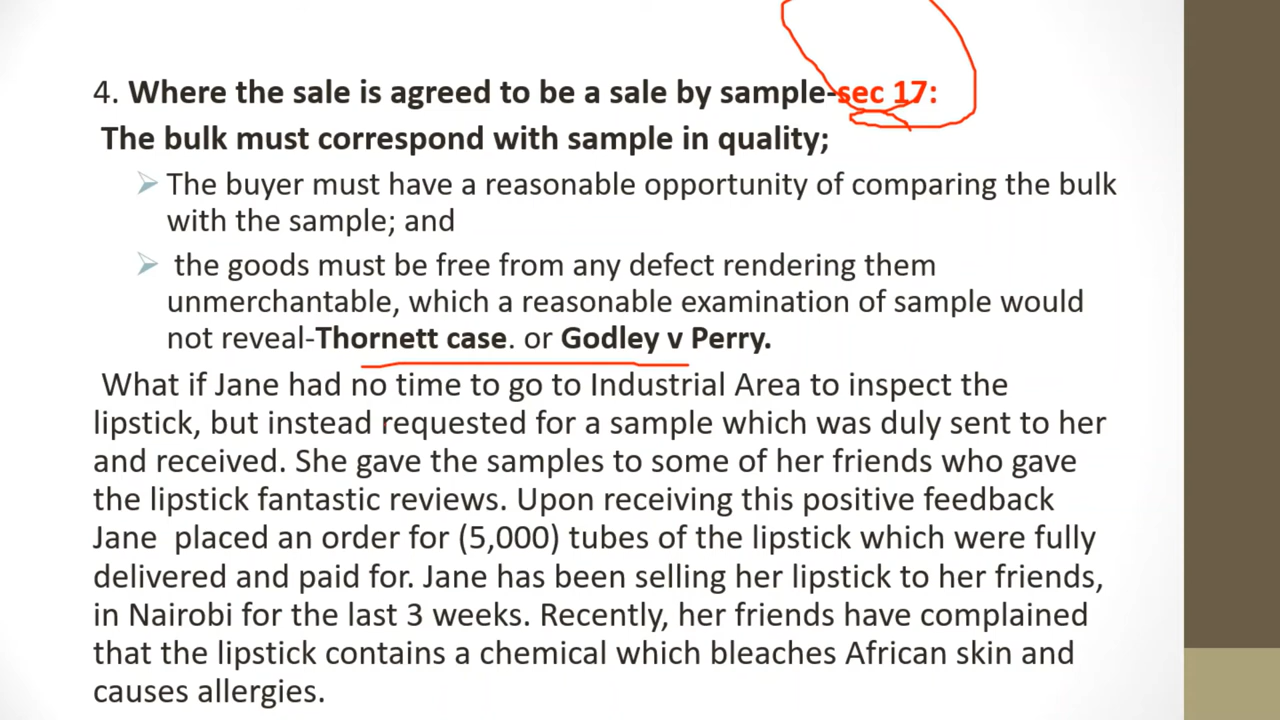 4. Where the sale is agreed to be a sale by sample-sec 17:
The bulk must correspond with sample in quality;
The buyer must have a reasonable opportunity of comparing the bulk
with the sample; and
the goods must be free from any defect rendering them
unmerchantable, which a reasonable examination of sample would
not reveal-Thornett case. or Godley v Perry.
What if Jane had no time to go to Industrial Area to inspect the
lipstick, but instead requested for a sample which was duly sent to her
and received. She gave the samples to some of her friends who gave
the lipstick fantastic reviews. Upon receiving this positive feedback
Jane placed an order for (5,000) tubes of the lipstick which were fully
delivered and paid for. Jane has been selling her lipstick to her friends,
in Nairobi for the last 3 weeks. Recently, her friends have complained
that the lipstick contains a chemical which bleaches African skin and
causes allergies.